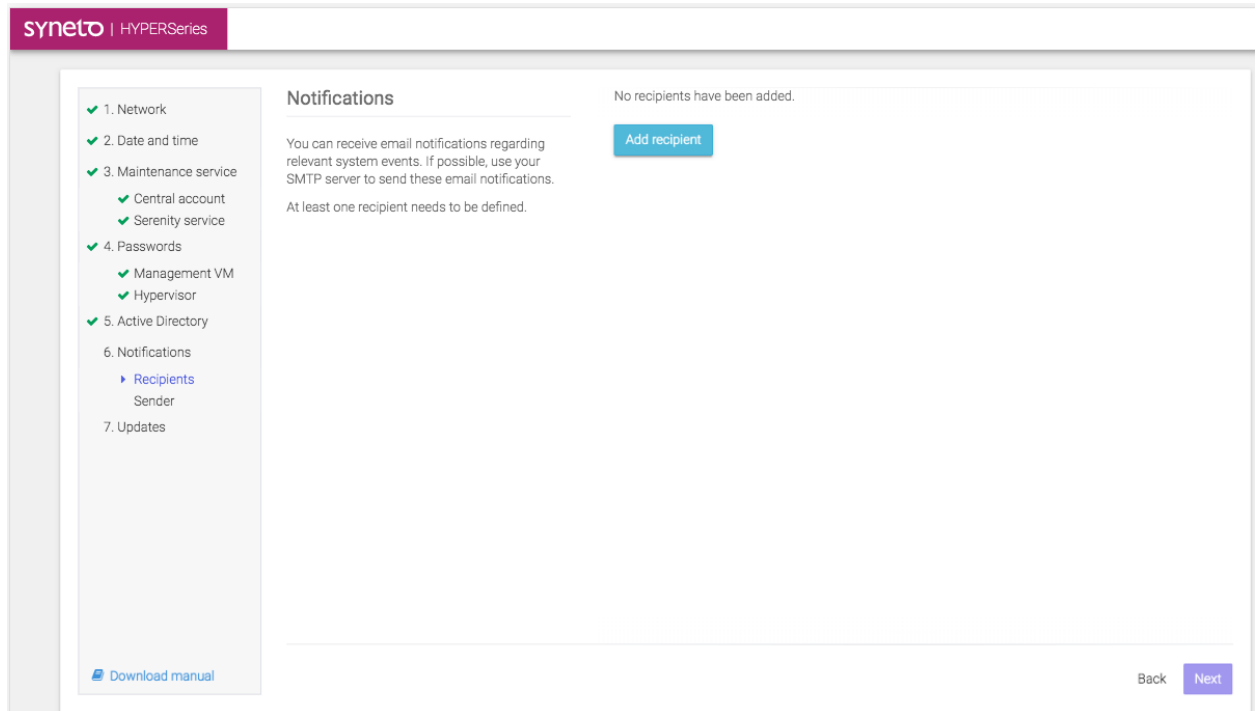 syneto | HYPERSeries
1. Network
2. Date and time
3. Maintenance service
Central account
Serenity service
4. Passwords
Management VM
Hypervisor
5. Active Directory
6. Notifications
Recipients
Sender
7. Updates
Download manual
Notifications
You can receive email notifications regarding
relevant system events. If possible, use your
SMTP server to send these email notifications.
At least one recipient needs to be defined.
No recipients have been added.
Add recipient
Back
Next